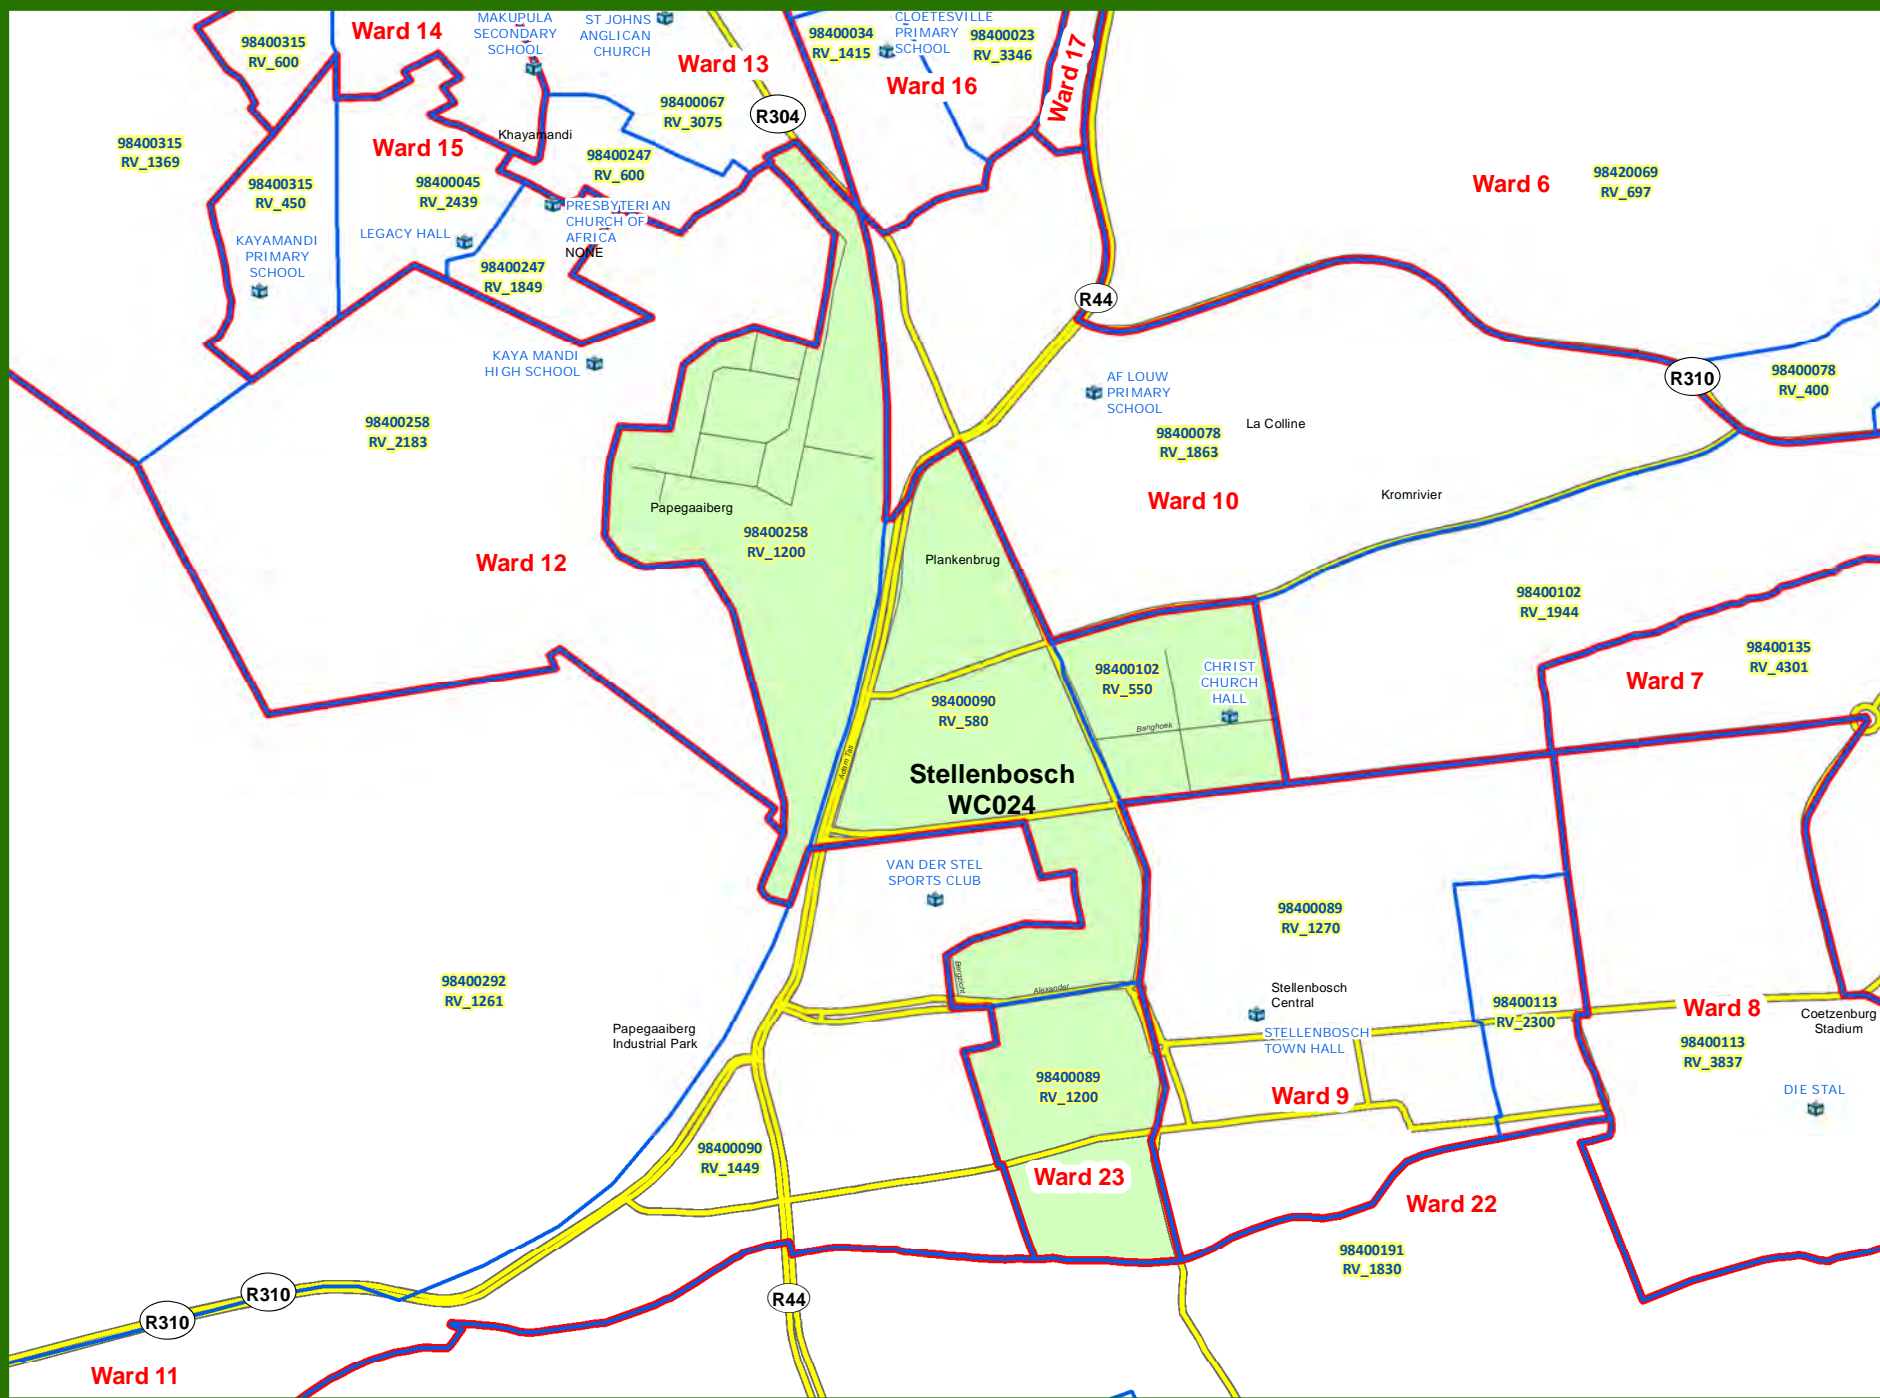 98400315
RV_600
Ward 14
MAKUPULA
SECONDARY
SCHOOL
ST JOHNS
ANGLICAN
CHURCH
Ward 13
98400067
RV_3075
R304
98400034
RV_1415
CLOETESVILLE
PRIMARY
SCHOOL
98400023
RV_3346
Ward 16
Ward 17
98400315
RV_1369
Ward 15
Khayamandi
98400247
RV_600
98400315
RV_450
98400045
RV_2439
Ward 6
98420069
RV_697
PRESBYTERIAN
CHURCH OF
AFRICA
NONE
LEGACY HALL
KAYAMANDI
PRIMARY
SCHOOL
98400247
RV_1849
R44
KAYA MANDI
HIGH SCHOOL
AF LOUW
PRIMARY
SCHOOL
R310
98400078
RV_400
98400258
RV_2183
La Colline
98400078
RV_1863
Ward 10
Kromrivier
Papegaaiberg
98400258
RV_1200
Ward 12
Plankenbrug
98400102
RV_1944
98400135
RV_4301
Ward 7
98400102
RV_550
CHRIST
CHURCH
HALL
98400090
RV_580
Banghoek
Adam Tas
Stellenbosch
WC024
VAN DER STEL
SPORTS CLUB
98400089
RV_1270
Bergzicht
Alexander
98400292
RV_1261
Stellenbosch
Central
98400113
RV_2300
Ward 8
Coetzenburg
Stadium
Papegaaiberg
Industrial Park
STELLENBOSCH
TOWN HALL
98400113
RV_3837
98400089
RV_1200
Ward 9
DIE STAL
98400090
RV_1449
Ward 23
Ward 22
98400191
RV_1830
R310
R310
R44
Ward 11